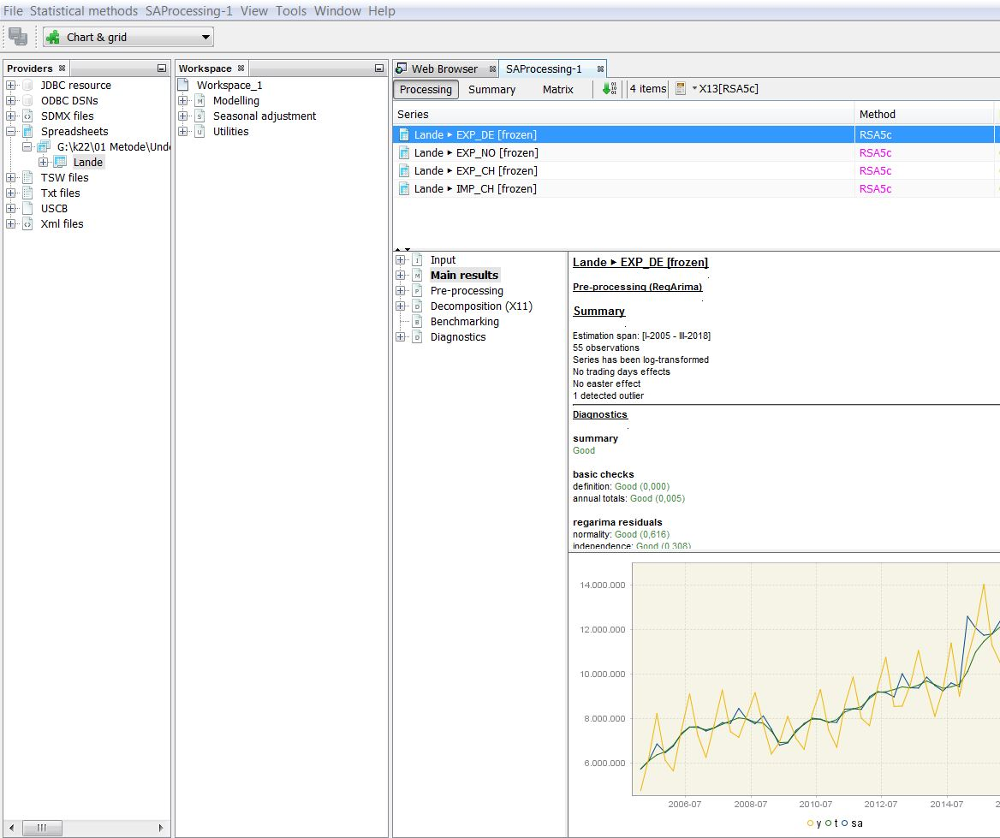 File Statistical methods SAProcessing-1 View Tools Window Help
Chart & grid
Providers
JDBC resource
ODBC DSNs
SDMX files
Spreadsheets
G:\k22\01 Metode\Unde
Lande
TSW files
Txt files
USCB
Xml files
Workspace
Workspace_1
Modelling
Seasonal adjustment
Utilities
Web Browser SAProcessing-1
Processing Summary Matrix 4 items X13[RSA5c]
Series Method
Lande ▸ EXP_DE [frozen] RSA5c
Lande ▸ EXP_NO [frozen] RSA5c
Lande ▸ EXP_CH [frozen] RSA5c
Lande ▸ IMP_CH [frozen] RSA5c
Input
Main results
Pre-processing
Decomposition (X11)
Benchmarking
Diagnostics
Lande ▸ EXP_DE [frozen]
Pre-processing (RegArima)
Summary
Estimation span: [I-2005 - III-2018]
55 observations
Series has been log-transformed
No trading days effects
No easter effect
1 detected outlier
Diagnostics
summary
Good
basic checks
definition: Good (0,000)
annual totals: Good (0,005)
regarima residuals
normality: Good (0,616)
independence: Good (0,308)
14.000.000
12.000.000
10.000.000
8.000.000
6.000.000
2006-07 2008-07 2010-07 2012-07 2014-07 2
y t sa